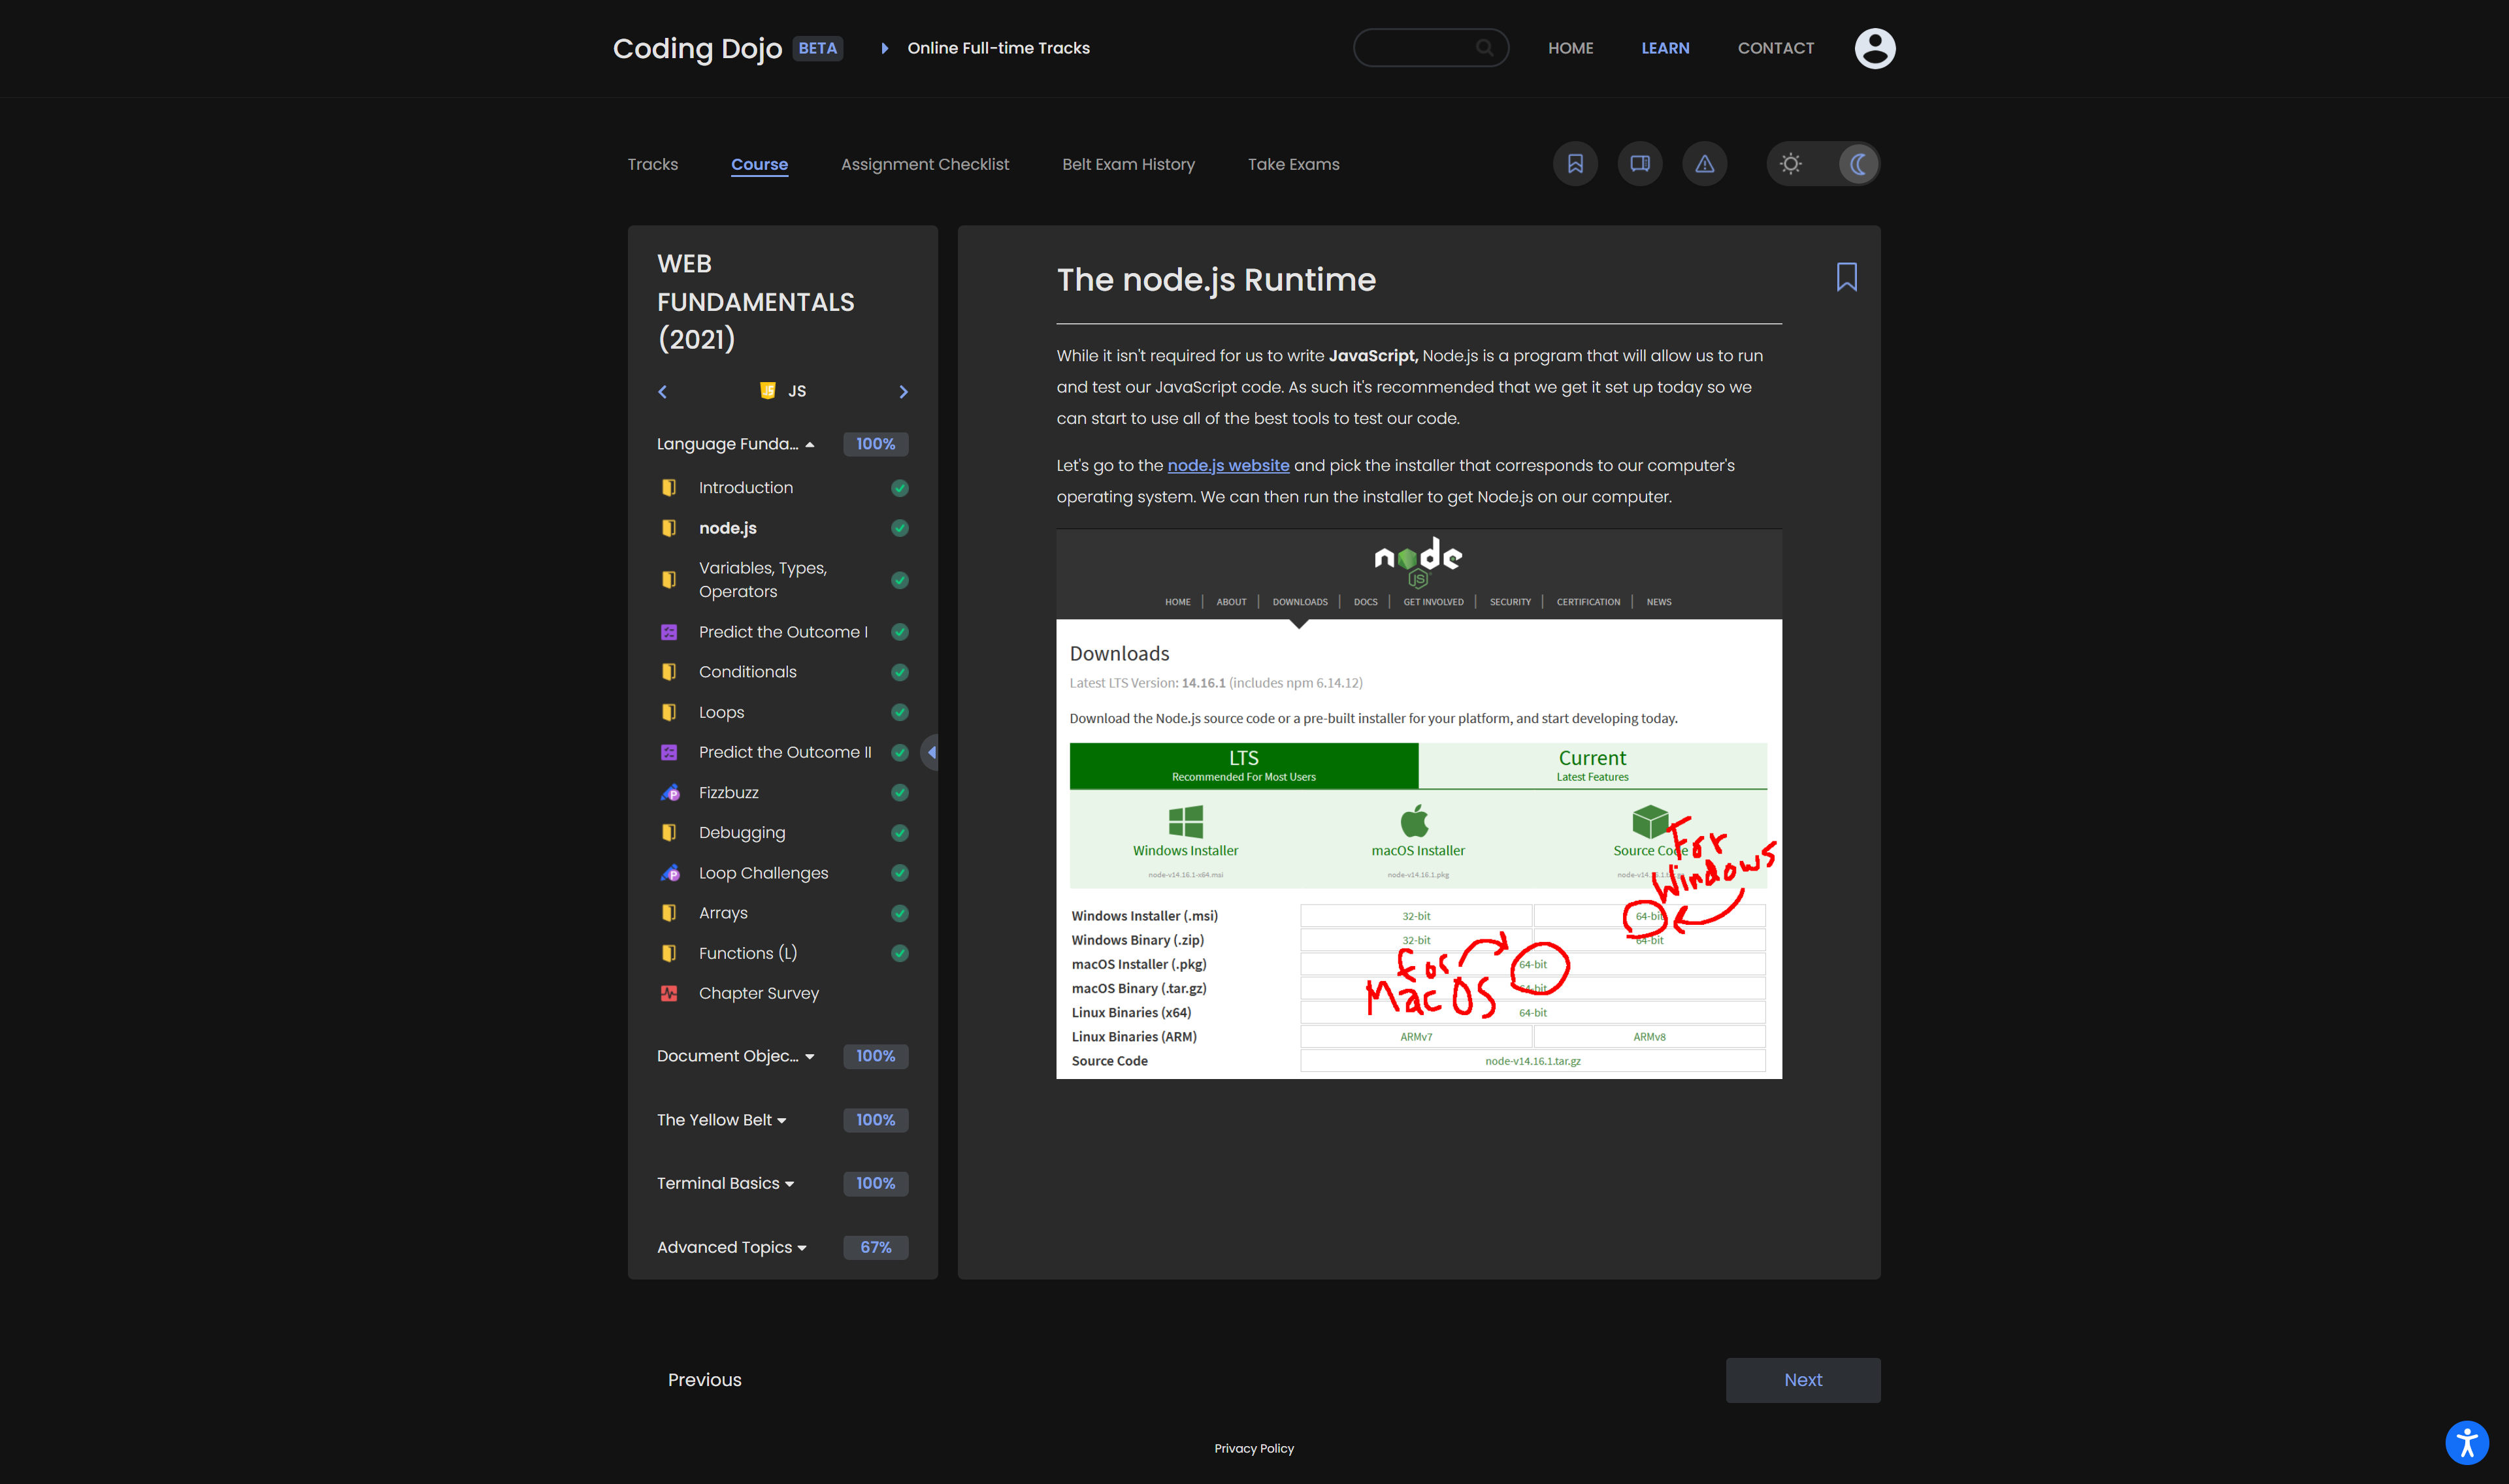 Coding Dojo BETA Online Full-time Tracks
HOME LEARN CONTACT
Tracks Course Assignment Checklist Belt Exam History Take Exams
WEB
FUNDAMENTALS
(2021)
JS
Language Funda... 100%
Introduction
node.js
Variables, Types,
Operators
Predict the Outcome I
Conditionals
Loops
Predict the Outcome II
Fizzbuzz
Debugging
Loop Challenges
Arrays
Functions (L)
Chapter Survey
Document Objec... 100%
The Yellow Belt 100%
Terminal Basics 100%
Advanced Topics 67%
The node.js Runtime
While it isn't required for us to write JavaScript, Node.js is a program that will allow us to run
and test our JavaScript code. As such it's recommended that we get it set up today so we
can start to use all of the best tools to test our code.
Let's go to the node.js website and pick the installer that corresponds to our computer's
operating system. We can then run the installer to get Node.js on our computer.
node
JS
HOME ABOUT DOWNLOADS DOCS GET INVOLVED SECURITY CERTIFICATION NEWS
Downloads
Latest LTS Version: 14.16.1 (includes npm 6.14.12)
Download the Node.js source code or a pre-built installer for your platform, and start developing today.
LTS
Recommended For Most Users
Current
Latest Features
Windows Installer
node-v14.16.1-x64.msi
macOS Installer
node-v14.16.1.pkg
Source Code
For
Windows
Windows Installer (.msi) 32-bit 64-bit
Windows Binary (.zip) 32-bit 64-bit
macOS Installer (.pkg) 64-bit
macOS Binary (.tar.gz) 64-bit
for
MacOS
Linux Binaries (x64) 64-bit
Linux Binaries (ARM) ARMv7 ARMv8
Source Code node-v14.16.1.tar.gz
Previous
Next
Privacy Policy